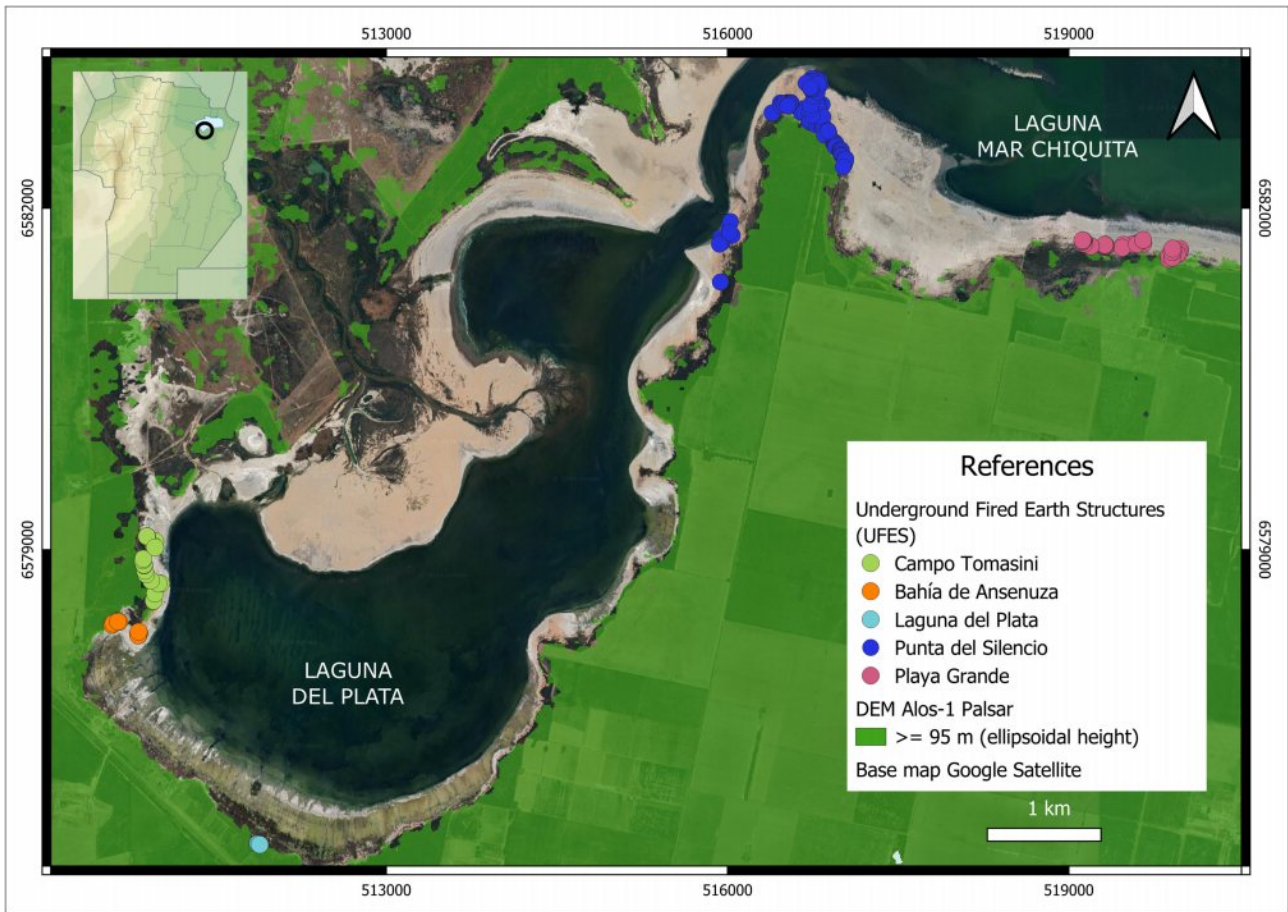 513000
516000
519000
LAGUNA
MAR CHIQUITA
6582000
6582000
References
Underground Fired Earth Structures
(UFES)
Campo Tomasini
Bahía de Ansenuza
Laguna del Plata
Punta del Silencio
Playa Grande
DEM Alos-1 Palsar
>= 95 m (ellipsoidal height)
Base map Google Satellite
1 km
6579000
6579000
LAGUNA
DEL PLATA
513000
516000
519000